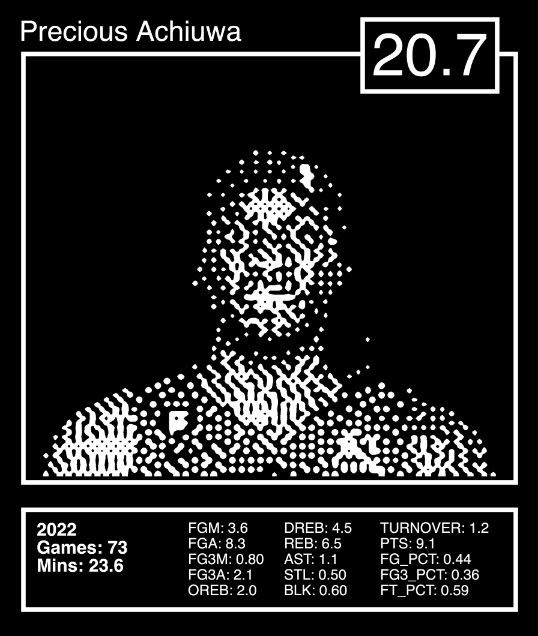 Precious Achiuwa
20.7
2022
Games: 73
Mins: 23.6
FGM: 3.6
FGA: 8.3
FG3M: 0.80
FG3A: 2.1
OREB: 2.0
DREB: 4.5
REB: 6.5
AST: 1.1
STL: 0.50
BLK: 0.60
TURNOVER: 1.2
PTS: 9.1
FG_PCT: 0.44
FG3_PCT: 0.36
FT_PCT: 0.59